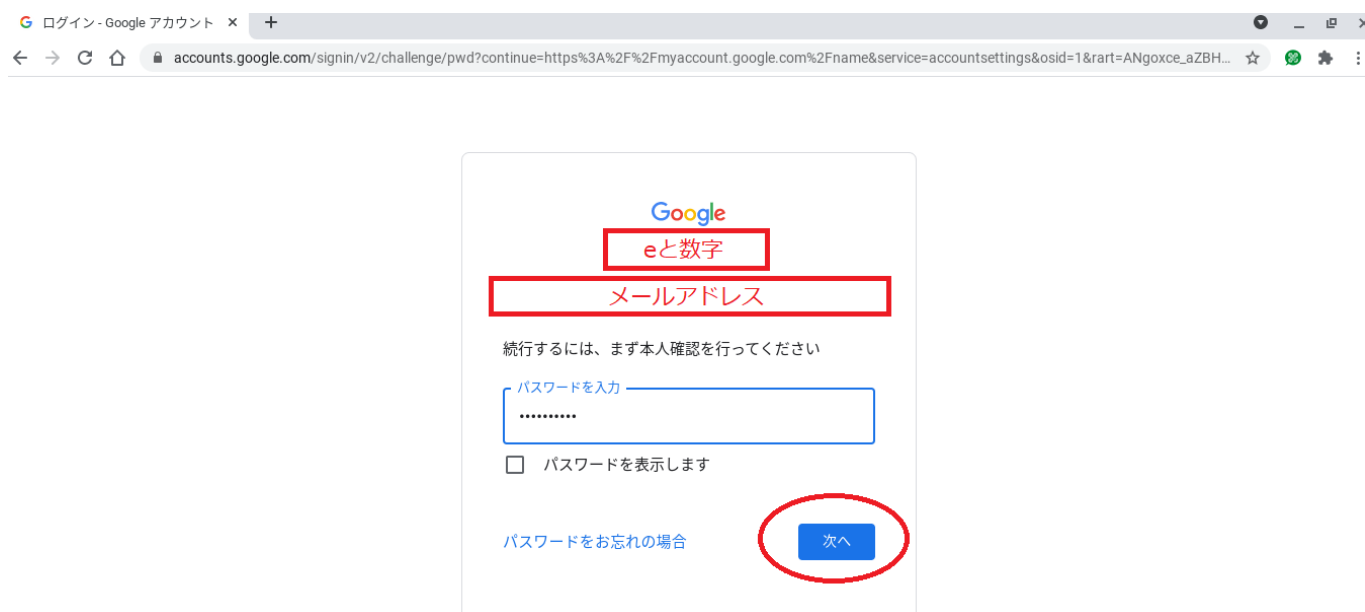 ログイン - Google アカウント
accounts.google.com/signin/v2/challenge/pwd?continue=https%3A%2F%2Fmyaccount.google.com%2Fname&service=accountsettings&osid=1&rart=ANgoxce_aZBH...
Google
eと数字
メールアドレス
続行するには、まず本人確認を行ってください
パスワードを入力
••••••••••
パスワードを表示します
パスワードをお忘れの場合
次へ